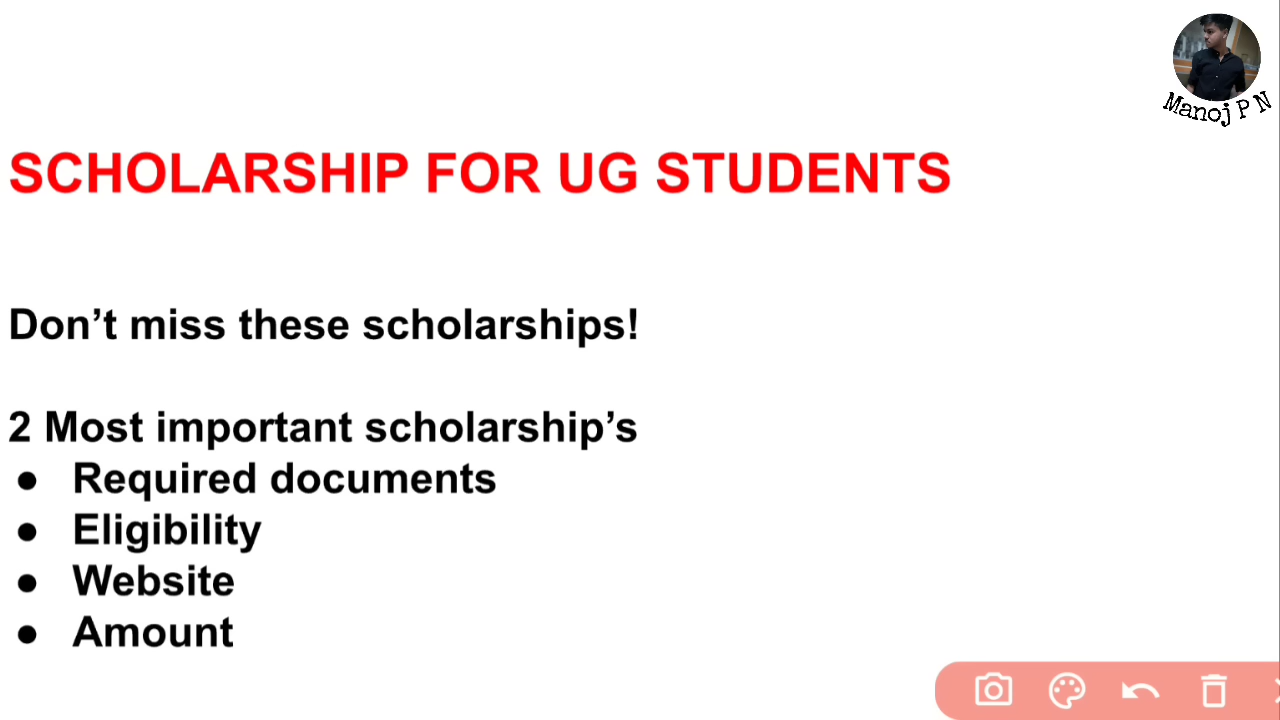 Manoj P N
SCHOLARSHIP FOR UG STUDENTS
Don’t miss these scholarships!
2 Most important scholarship’s
● Required documents
● Eligibility
● Website
● Amount